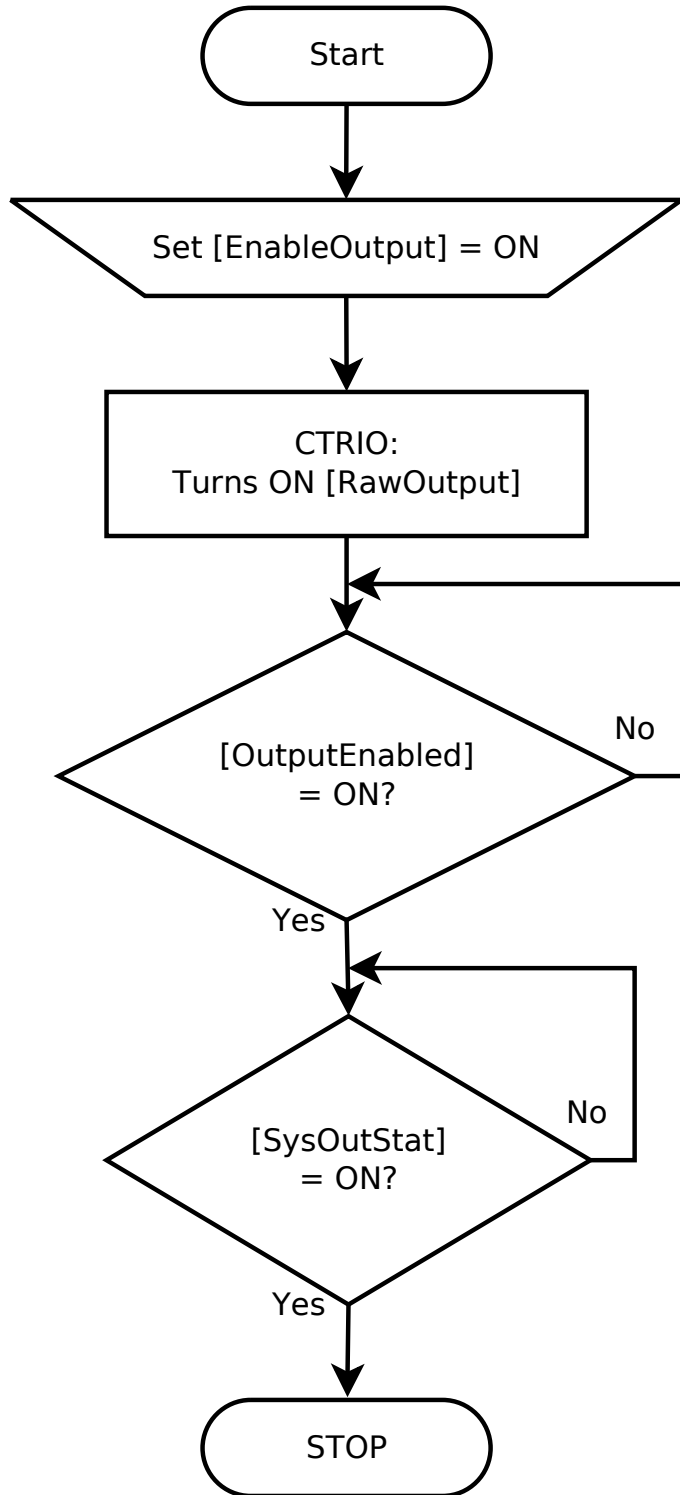 Start
Set [EnableOutput] = ON
CTRIO:
Turns ON [RawOutput]
No
[OutputEnabled]
= ON?
Yes
No
[SysOutStat]
= ON?
Yes
STOP